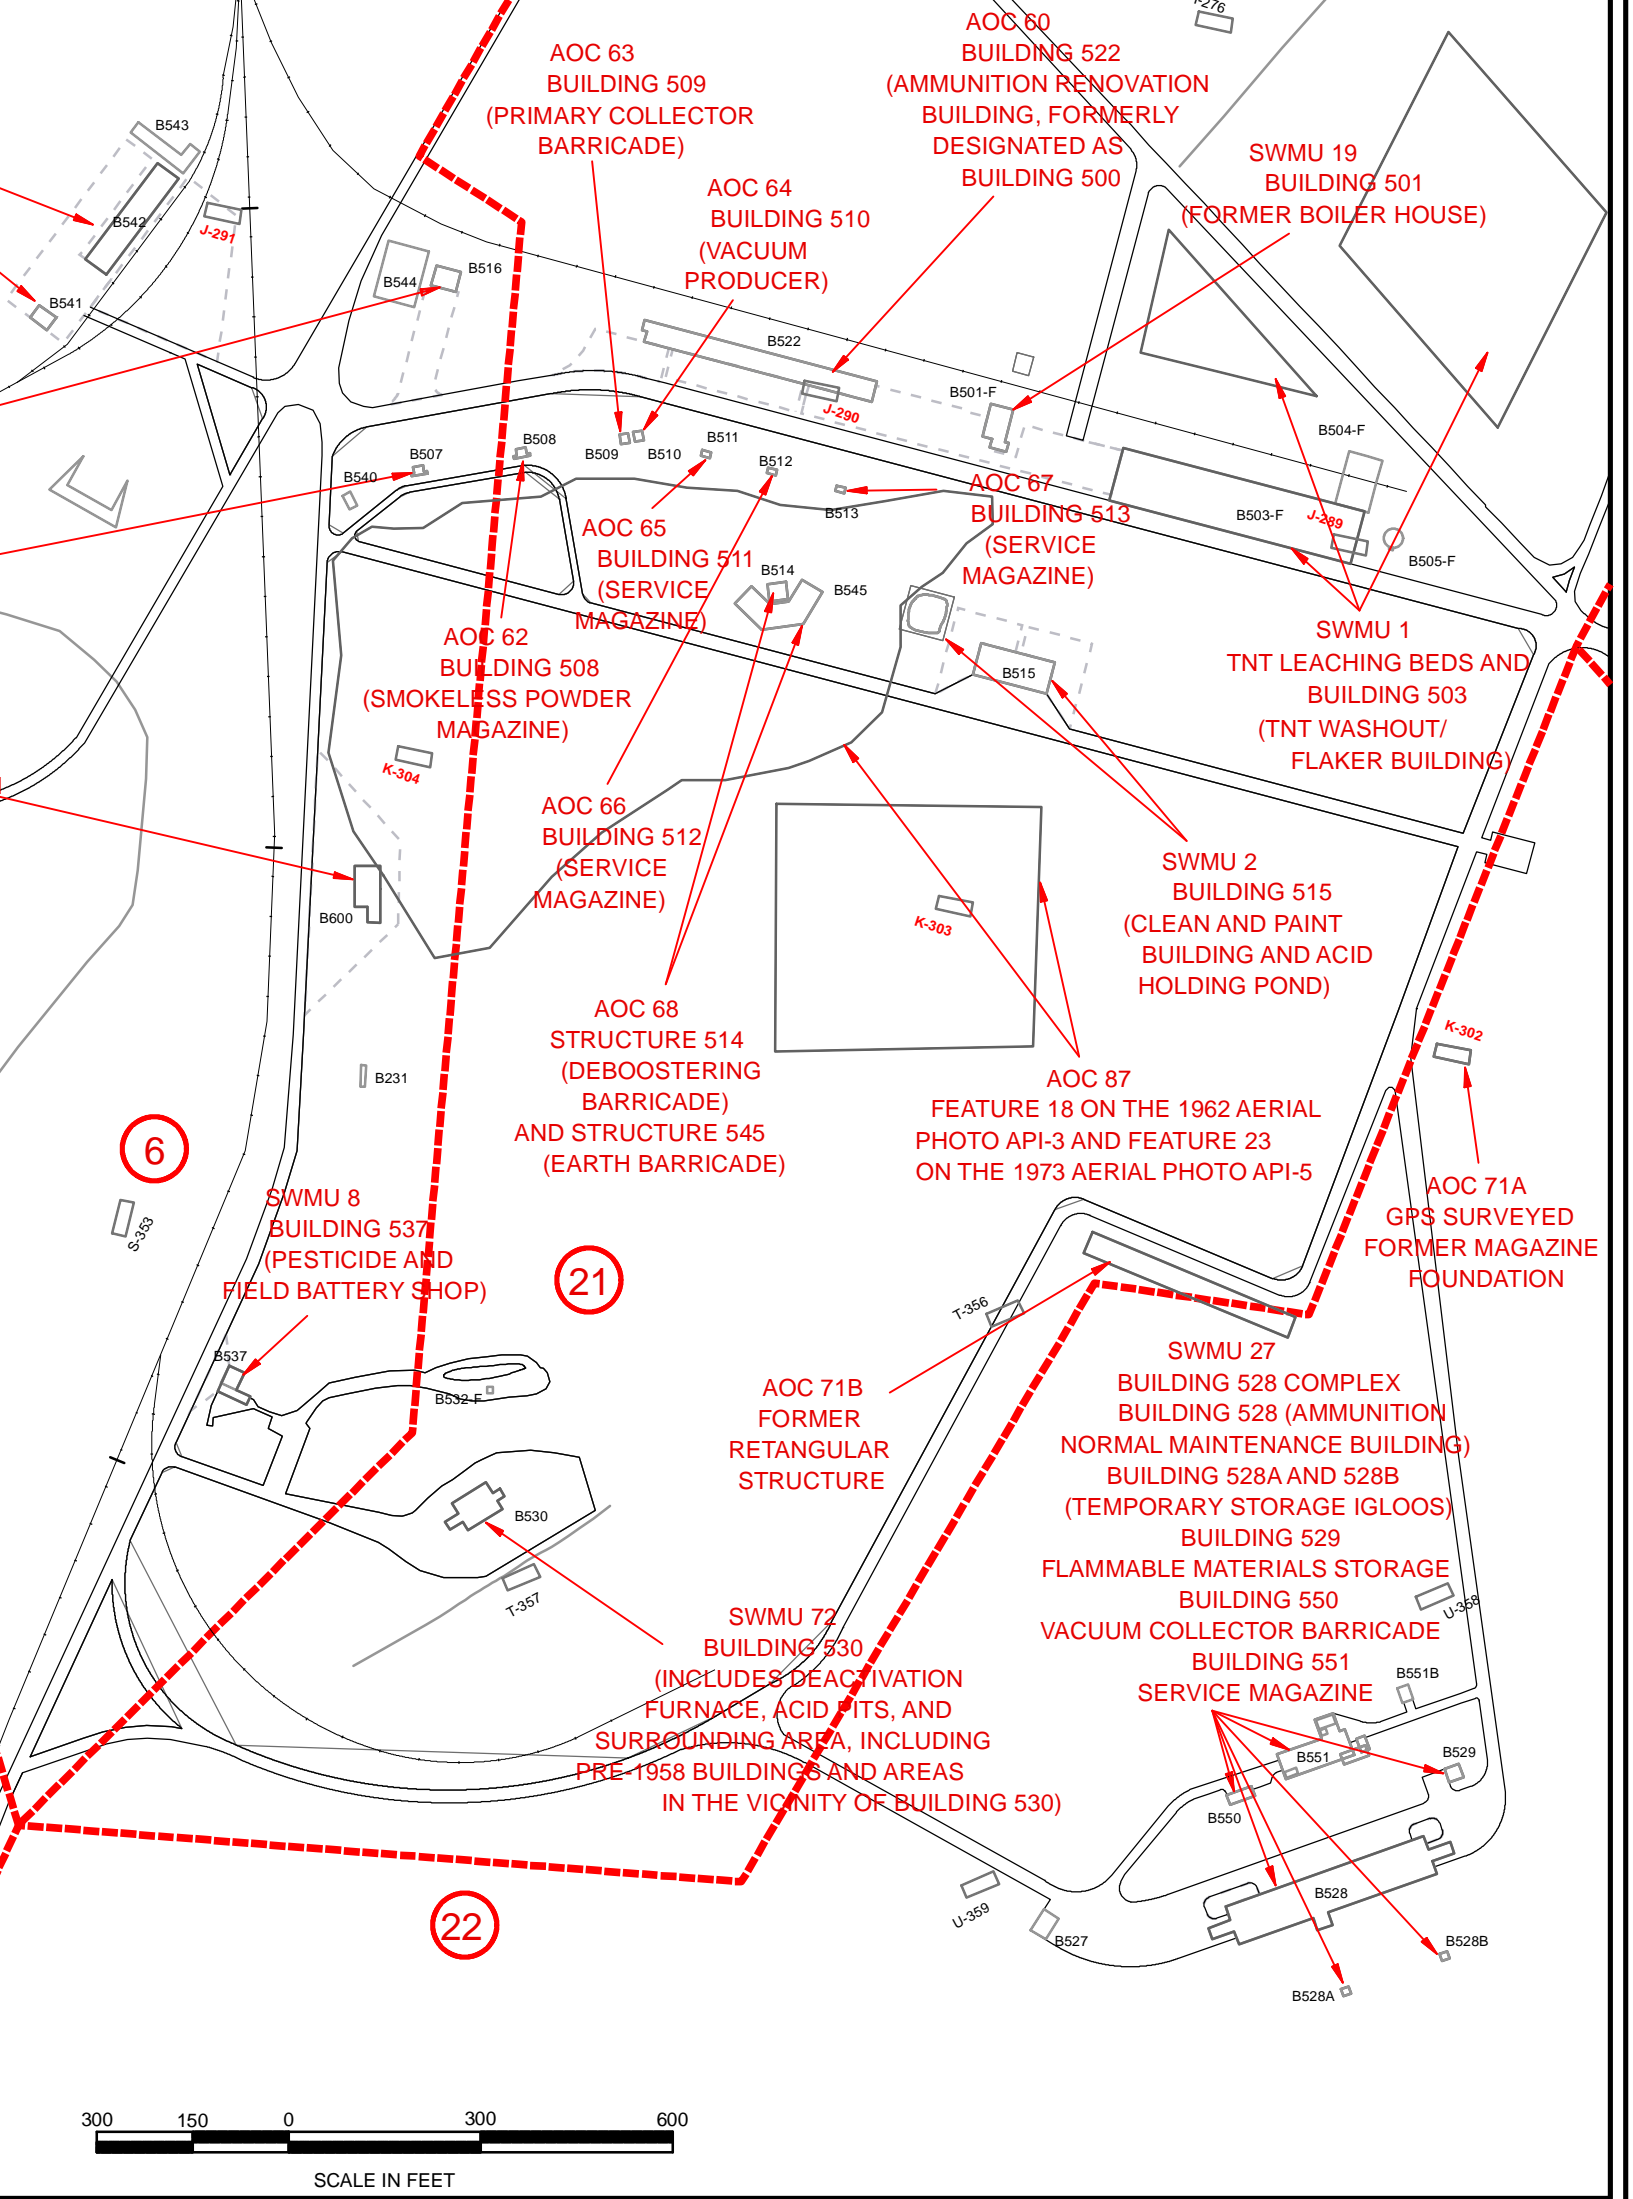 AOC 63
BUILDING 509
(PRIMARY COLLECTOR
BARRICADE)
AOC 64
BUILDING 510
(VACUUM
PRODUCER)
AOC 60
BUILDING 522
(AMMUNITION RENOVATION
BUILDING, FORMERLY
DESIGNATED AS
BUILDING 500
SWMU 19
BUILDING 501
(FORMER BOILER HOUSE)
B543
B542
J-291
B541
B544
B516
B522
J-290
B501-F
B504-F
B503-F
J-289
B505-F
B507
B508
B509
B510
B511
B512
B513
B540
AOC 65
BUILDING 511
(SERVICE
MAGAZINE)
AOC 67
BUILDING 513
(SERVICE
MAGAZINE)
B514
B545
B515
AOC 62
BUILDING 508
(SMOKELESS POWDER
MAGAZINE)
SWMU 1
TNT LEACHING BEDS AND
BUILDING 503
(TNT WASHOUT/
FLAKER BUILDING)
K-304
AOC 66
BUILDING 512
(SERVICE
MAGAZINE)
SWMU 2
BUILDING 515
(CLEAN AND PAINT
BUILDING AND ACID
HOLDING POND)
B600
K-303
AOC 68
STRUCTURE 514
(DEBOOSTERING
BARRICADE)
AND STRUCTURE 545
(EARTH BARRICADE)
K-302
B231
AOC 87
FEATURE 18 ON THE 1962 AERIAL
PHOTO API-3 AND FEATURE 23
ON THE 1973 AERIAL PHOTO API-5
6
S-353
SWMU 8
BUILDING 537
(PESTICIDE AND
FIELD BATTERY SHOP)
21
AOC 71A
GPS SURVEYED
FORMER MAGAZINE
FOUNDATION
T-356
B537
B532-F
AOC 71B
FORMER
RETANGULAR
STRUCTURE
SWMU 27
BUILDING 528 COMPLEX
BUILDING 528 (AMMUNITION
NORMAL MAINTENANCE BUILDING)
BUILDING 528A AND 528B
(TEMPORARY STORAGE IGLOOS)
BUILDING 529
FLAMMABLE MATERIALS STORAGE
BUILDING 550
VACUUM COLLECTOR BARRICADE
BUILDING 551
SERVICE MAGAZINE
B530
T-357
U-358
SWMU 72
BUILDING 530
(INCLUDES DEACTIVATION
FURNACE, ACID PITS, AND
SURROUNDING AREA, INCLUDING
PRE-1958 BUILDINGS AND AREAS
IN THE VICINITY OF BUILDING 530)
B551B
B551
B529
B550
B528
22
U-359
B527
B528B
B528A
300 150 0 300 600
SCALE IN FEET